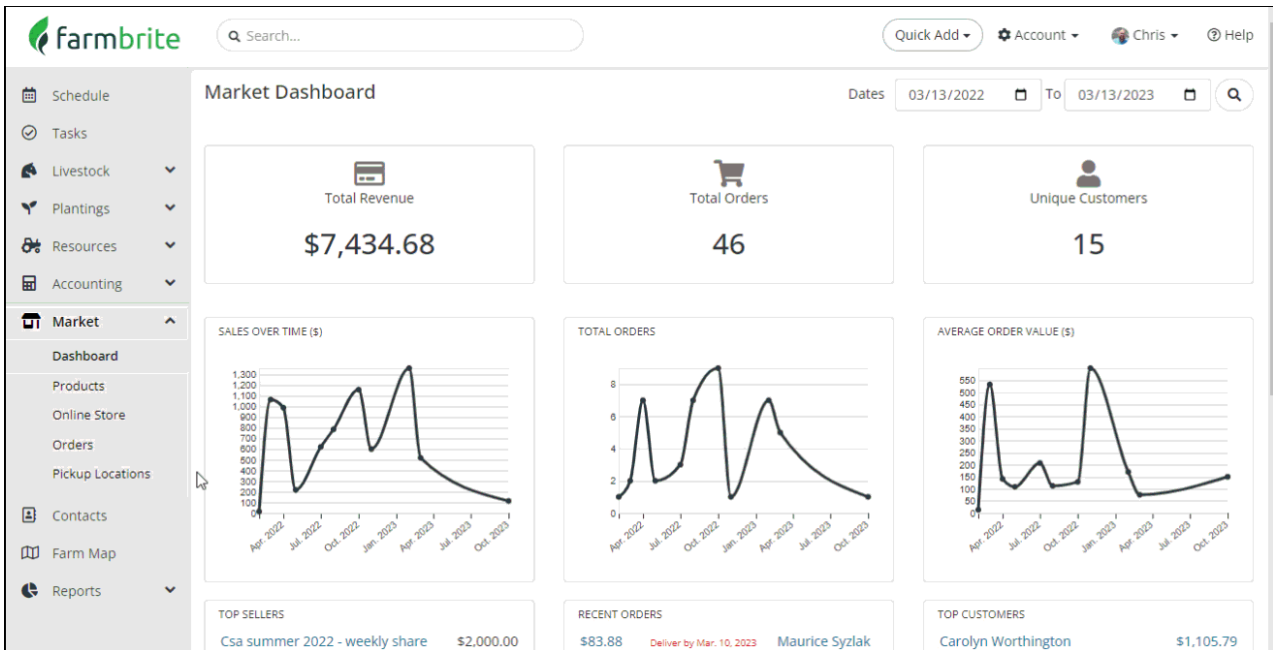 farmbrite
Search...
Quick Add
Account
Chris
Help
Schedule
Tasks
Livestock
Plantings
Resources
Accounting
Market
Dashboard
Products
Online Store
Orders
Pickup Locations
Contacts
Farm Map
Reports
Market Dashboard
Dates 03/13/2022 To 03/13/2023
Total Revenue
$7,434.68
Total Orders
46
Unique Customers
15
SALES OVER TIME ($)
1,300
1,200
1,100
1,000
900
800
700
600
500
400
300
200
100
0
Apr. 2022 Jul. 2022 Oct. 2022 Jan. 2023 Apr. 2023 Jul. 2023 Oct. 2023
TOTAL ORDERS
8
6
4
2
0
Apr. 2022 Jul. 2022 Oct. 2022 Jan. 2023 Apr. 2023 Jul. 2023 Oct. 2023
AVERAGE ORDER VALUE ($)
550
500
450
400
350
300
250
200
150
100
50
0
Apr. 2022 Jul. 2022 Oct. 2022 Jan. 2023 Apr. 2023 Jul. 2023 Oct. 2023
TOP SELLERS
Csa summer 2022 - weekly share $2,000.00
RECENT ORDERS
$83.88 Deliver by Mar. 10, 2023 Maurice Syzlak
TOP CUSTOMERS
Carolyn Worthington $1,105.79